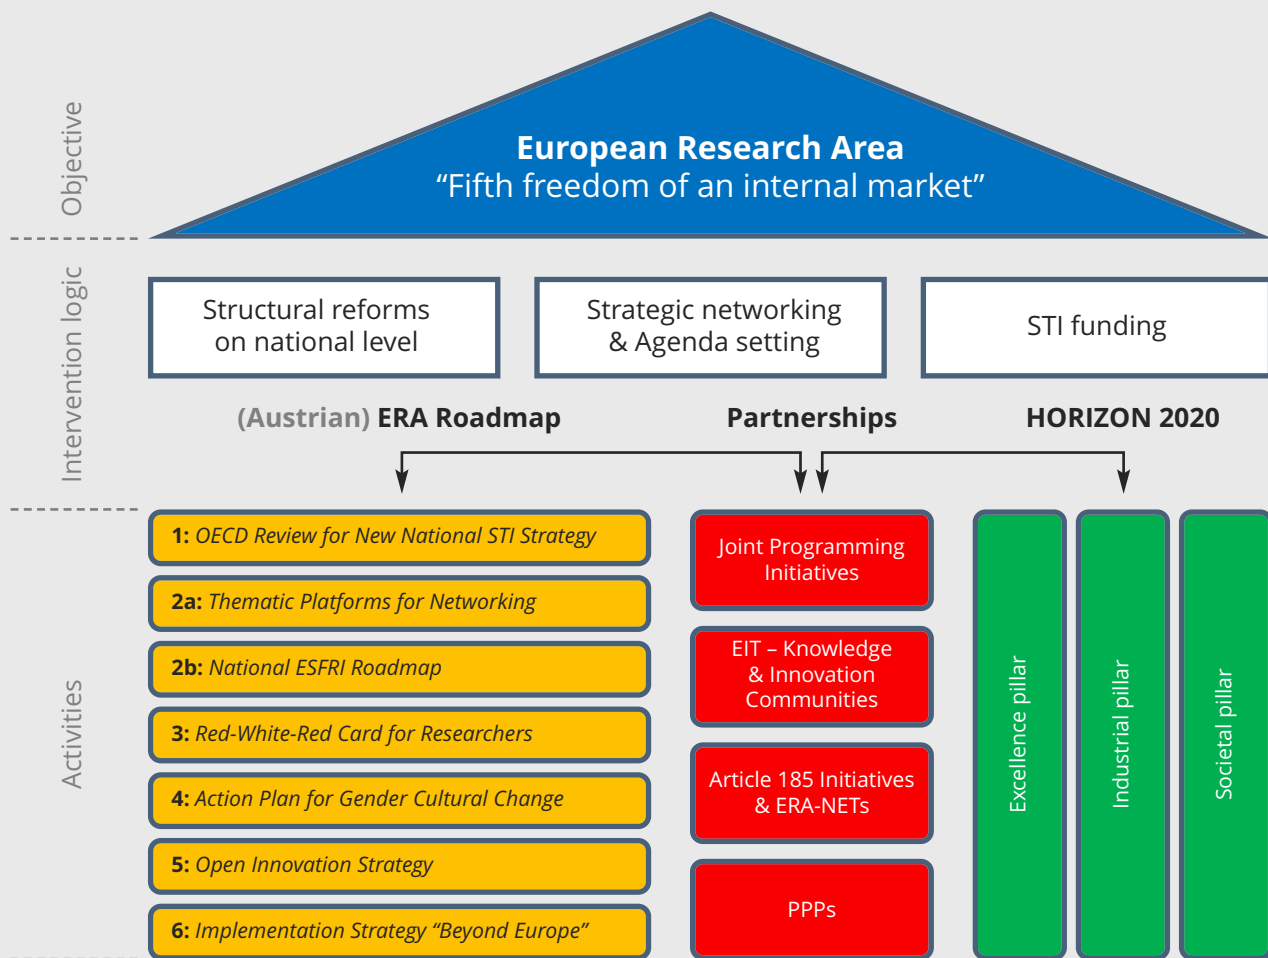 Objective
European Research Area
“Fifth freedom of an internal market”
Intervention logic
Structural reforms
on national level
Strategic networking
& Agenda setting
STI funding
(Austrian) ERA Roadmap
Partnerships
HORIZON 2020
Activities
1: OECD Review for New National STI Strategy
2a: Thematic Platforms for Networking
2b: National ESFRI Roadmap
3: Red-White-Red Card for Researchers
4: Action Plan for Gender Cultural Change
5: Open Innovation Strategy
6: Implementation Strategy “Beyond Europe”
Joint Programming
Initiatives
EIT – Knowledge
& Innovation
Communities
Article 185 Initiatives
& ERA-NETs
PPPs
Excellence pillar
Industrial pillar
Societal pillar